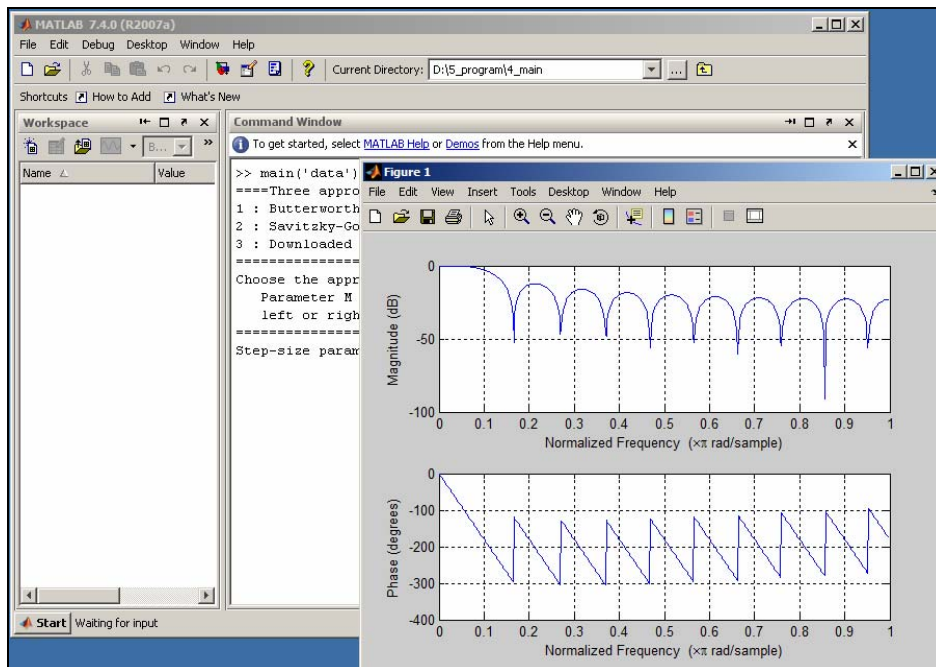 MATLAB 7.4.0 (R2007a)
File Edit Debug Desktop Window Help
Current Directory: D:\5_program\4_main
Shortcuts How to Add What's New
Workspace
B...
Name Value
Command Window
To get started, select MATLAB Help or Demos from the Help menu.
>> main('data')
====Three appro
1 : Butterworth
2 : Savitzky-Go
3 : Downloaded
Choose the appr
Parameter M
left or righ
Step-size param
Start Waiting for input
Figure 1
File Edit View Insert Tools Desktop Window Help
Magnitude (dB)
0
-50
-100
0 0.1 0.2 0.3 0.4 0.5 0.6 0.7 0.8 0.9 1
Normalized Frequency (×π rad/sample)
Phase (degrees)
0
-100
-200
-300
-400
0 0.1 0.2 0.3 0.4 0.5 0.6 0.7 0.8 0.9 1
Normalized Frequency (×π rad/sample)